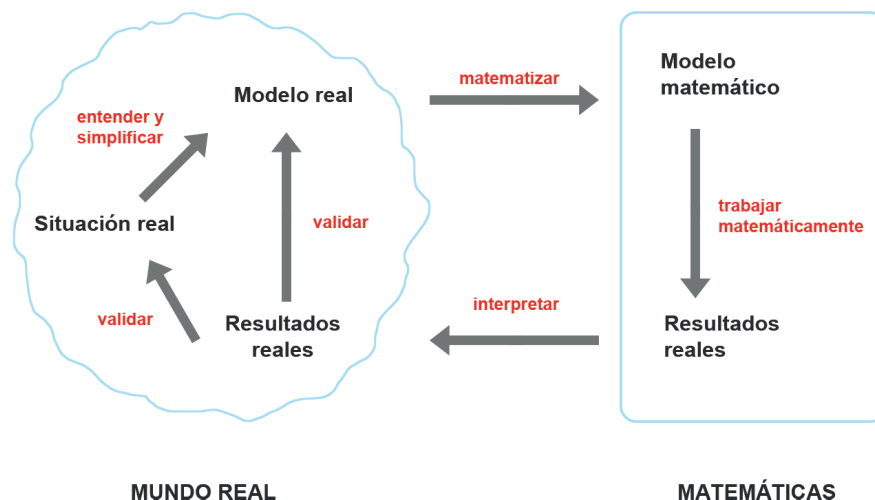 Modelo real
matematizar
Modelo
matemático
entender y
simplificar
Situación real
validar
trabajar
matemáticamente
validar
Resultados
reales
interpretar
Resultados
reales
MUNDO REAL
MATEMÁTICAS